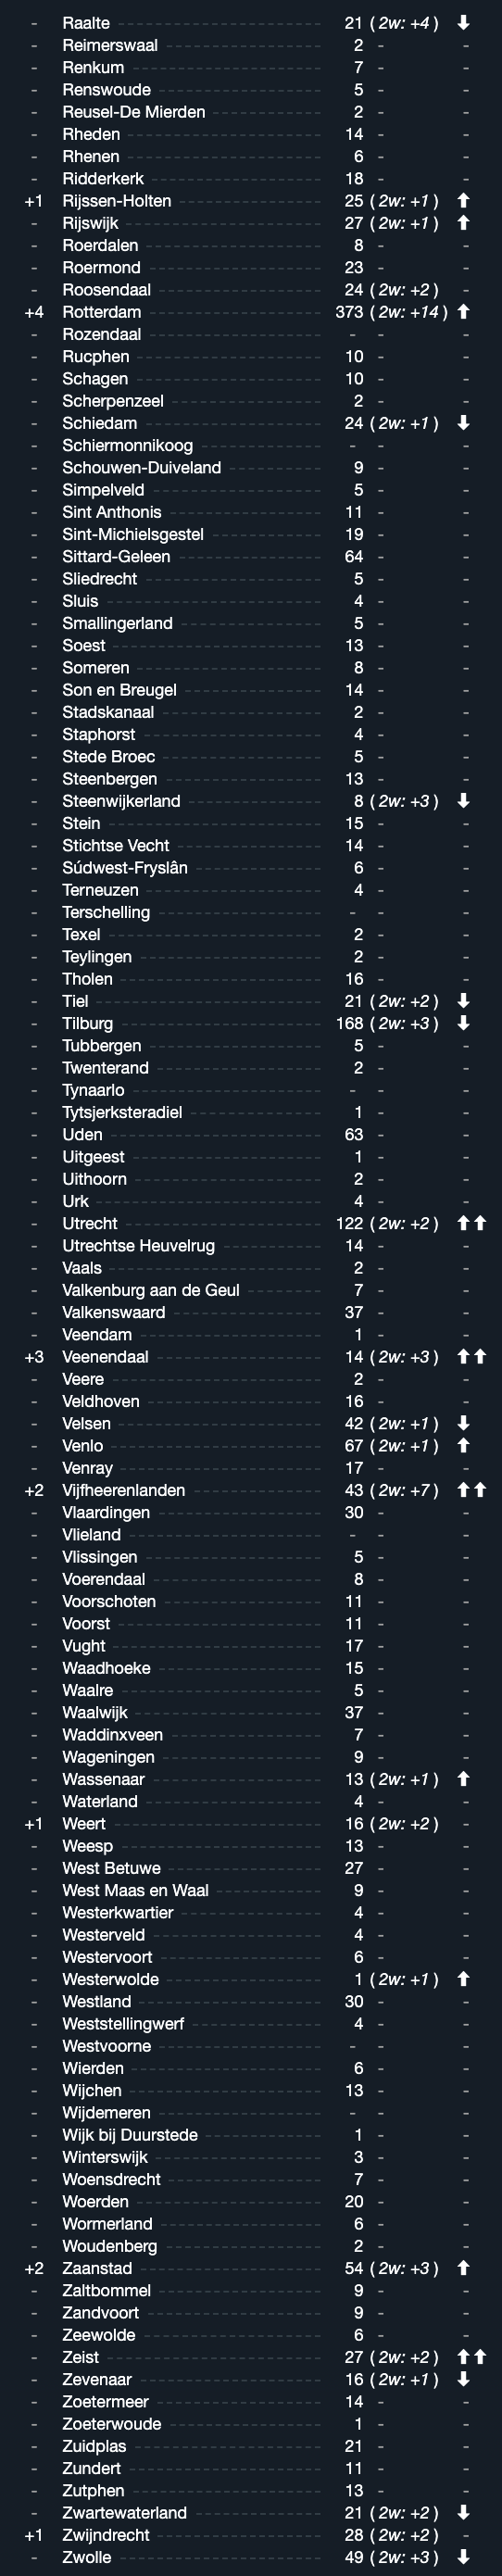 - Raalte 21 ( 2w: +4 ) ⬇
- Reimerswaal 2 - -
- Renkum 7 - -
- Renswoude 5 - -
- Reusel-De Mierden 2 - -
- Rheden 14 - -
- Rhenen 6 - -
- Ridderkerk 18 - -
+1 Rijssen-Holten 25 ( 2w: +1 ) ⬆
- Rijswijk 27 ( 2w: +1 ) ⬆
- Roerdalen 8 - -
- Roermond 23 - -
- Roosendaal 24 ( 2w: +2 ) -
+4 Rotterdam 373 ( 2w: +14 ) ⬆
- Rozendaal - - -
- Rucphen 10 - -
- Schagen 10 - -
- Scherpenzeel 2 - -
- Schiedam 24 ( 2w: +1 ) ⬇
- Schiermonnikoog - - -
- Schouwen-Duiveland 9 - -
- Simpelveld 5 - -
- Sint Anthonis 11 - -
- Sint-Michielsgestel 19 - -
- Sittard-Geleen 64 - -
- Sliedrecht 5 - -
- Sluis 4 - -
- Smallingerland 5 - -
- Soest 13 - -
- Someren 8 - -
- Son en Breugel 14 - -
- Stadskanaal 2 - -
- Staphorst 4 - -
- Stede Broec 5 - -
- Steenbergen 13 - -
- Steenwijkerland 8 ( 2w: +3 ) ⬇
- Stein 15 - -
- Stichtse Vecht 14 - -
- Súdwest-Fryslân 6 - -
- Terneuzen 4 - -
- Terschelling - - -
- Texel 2 - -
- Teylingen 2 - -
- Tholen 16 - -
- Tiel 21 ( 2w: +2 ) ⬇
- Tilburg 168 ( 2w: +3 ) ⬇
- Tubbergen 5 - -
- Twenterand 2 - -
- Tynaarlo - - -
- Tytsjerksteradiel 1 - -
- Uden 63 - -
- Uitgeest 1 - -
- Uithoorn 2 - -
- Urk 4 - -
- Utrecht 122 ( 2w: +2 ) ⬆⬆
- Utrechtse Heuvelrug 14 - -
- Vaals 2 - -
- Valkenburg aan de Geul 7 - -
- Valkenswaard 37 - -
- Veendam 1 - -
+3 Veenendaal 14 ( 2w: +3 ) ⬆⬆
- Veere 2 - -
- Veldhoven 16 - -
- Velsen 42 ( 2w: +1 ) ⬇
- Venlo 67 ( 2w: +1 ) ⬆
- Venray 17 - -
+2 Vijfheerenlanden 43 ( 2w: +7 ) ⬆⬆
- Vlaardingen 30 - -
- Vlieland - - -
- Vlissingen 5 - -
- Voerendaal 8 - -
- Voorschoten 11 - -
- Voorst 11 - -
- Vught 17 - -
- Waadhoeke 15 - -
- Waalre 5 - -
- Waalwijk 37 - -
- Waddinxveen 7 - -
- Wageningen 9 - -
- Wassenaar 13 ( 2w: +1 ) ⬆
- Waterland 4 - -
+1 Weert 16 ( 2w: +2 ) -
- Weesp 13 - -
- West Betuwe 27 - -
- West Maas en Waal 9 - -
- Westerkwartier 4 - -
- Westerveld 4 - -
- Westervoort 6 - -
- Westerwolde 1 ( 2w: +1 ) ⬆
- Westland 30 - -
- Weststellingwerf 4 - -
- Westvoorne - - -
- Wierden 6 - -
- Wijchen 13 - -
- Wijdemeren - - -
- Wijk bij Duurstede 1 - -
- Winterswijk 3 - -
- Woensdrecht 7 - -
- Woerden 20 - -
- Wormerland 6 - -
- Woudenberg 2 - -
+2 Zaanstad 54 ( 2w: +3 ) ⬆
- Zaltbommel 9 - -
- Zandvoort 9 - -
- Zeewolde 6 - -
- Zeist 27 ( 2w: +2 ) ⬆⬆
- Zevenaar 16 ( 2w: +1 ) ⬇
- Zoetermeer 14 - -
- Zoeterwoude 1 - -
- Zuidplas 21 - -
- Zundert 11 - -
- Zutphen 13 - -
- Zwartewaterland 21 ( 2w: +2 ) ⬇
+1 Zwijndrecht 28 ( 2w: +2 ) -
- Zwolle 49 ( 2w: +3 ) ⬇